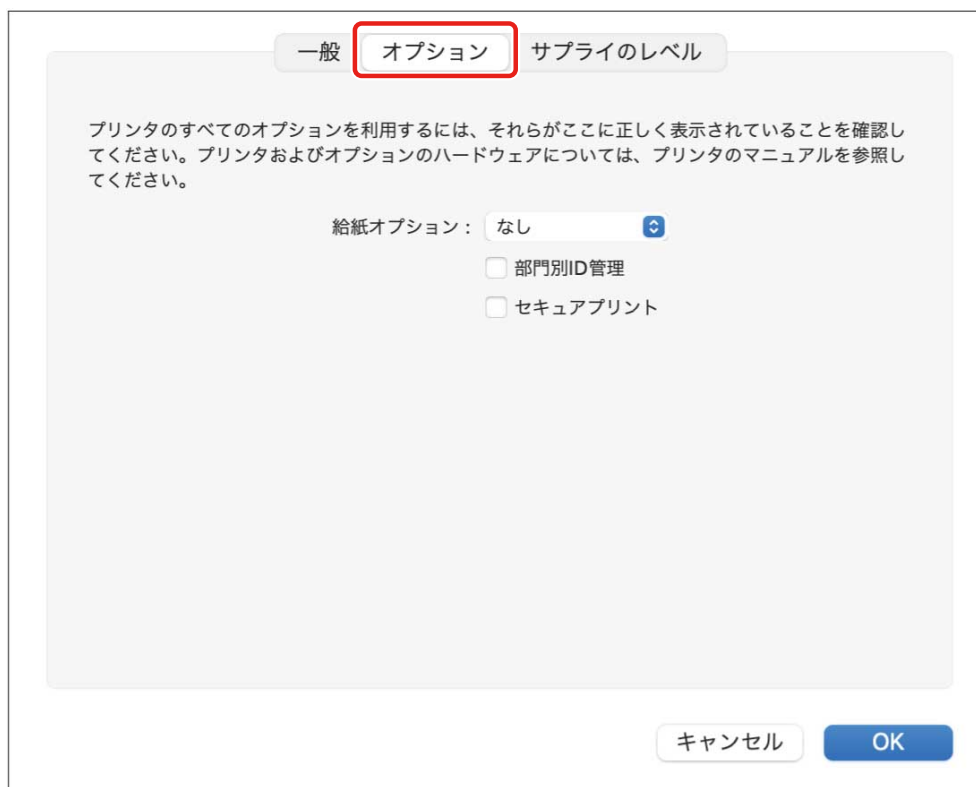 一般 オプション サプライのレベル
プリンタのすべてのオプションを利用するには、それらがここに正しく表示されていることを確認し
てください。プリンタおよびオプションのハードウェアについては、プリンタのマニュアルを参照し
てください。
給紙オプション： なし
部門別ID管理
セキュアプリント
キャンセル OK